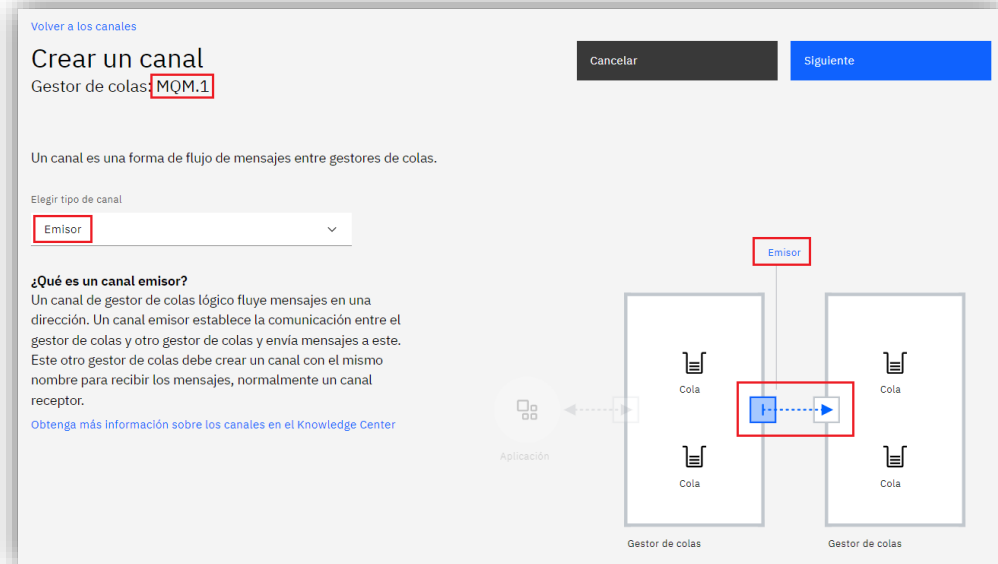 Volver a los canales
Crear un canal
Cancelar
Siguiente
Gestor de colas: MQM.1
Un canal es una forma de flujo de mensajes entre gestores de colas.
Elegir tipo de canal
Emisor
¿Qué es un canal emisor?
Un canal de gestor de colas lógico fluye mensajes en una
dirección. Un canal emisor establece la comunicación entre el
gestor de colas y otro gestor de colas y envía mensajes a este.
Este otro gestor de colas debe crear un canal con el mismo
nombre para recibir los mensajes, normalmente un canal
receptor.
Obtenga más información sobre los canales en el Knowledge Center
Emisor
Cola
Cola
Aplicación
Cola
Cola
Gestor de colas
Gestor de colas